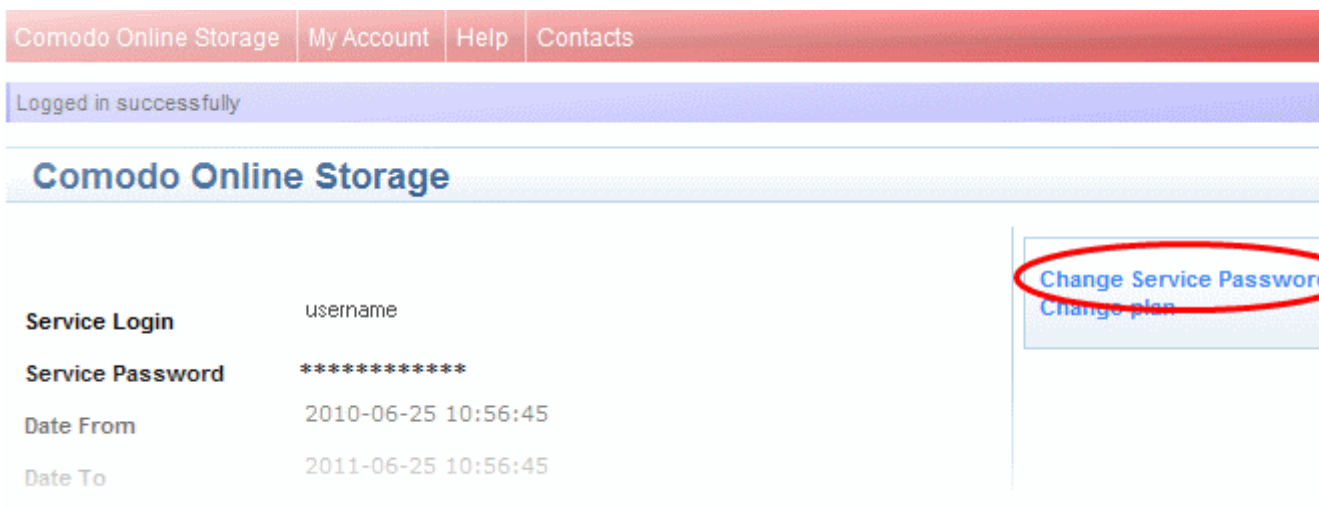 Comodo Online Storage My Account Help Contacts
Logged in successfully
Comodo Online Storage
Change Service Passwor
Change plan
Service Login username
Service Password ************
Date From 2010-06-25 10:56:45
Date To 2011-06-25 10:56:45